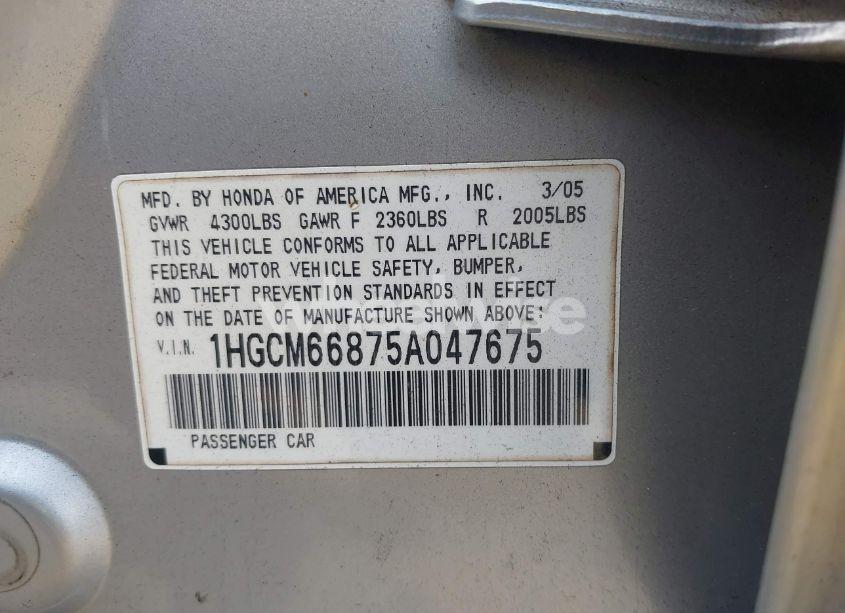 MFD. BY HONDA OF AMERICA MFG., INC. 3/05
GVWR 4300LBS GAWR F 2360LBS R 2005LBS
THIS VEHICLE CONFORMS TO ALL APPLICABLE
FEDERAL MOTOR VEHICLE SAFETY, BUMPER,
AND THEFT PREVENTION STANDARDS IN EFFECT
ON THE DATE OF MANUFACTURE SHOWN ABOVE:
V.I.N. 1HGCM66875A047675
PASSENGER CAR